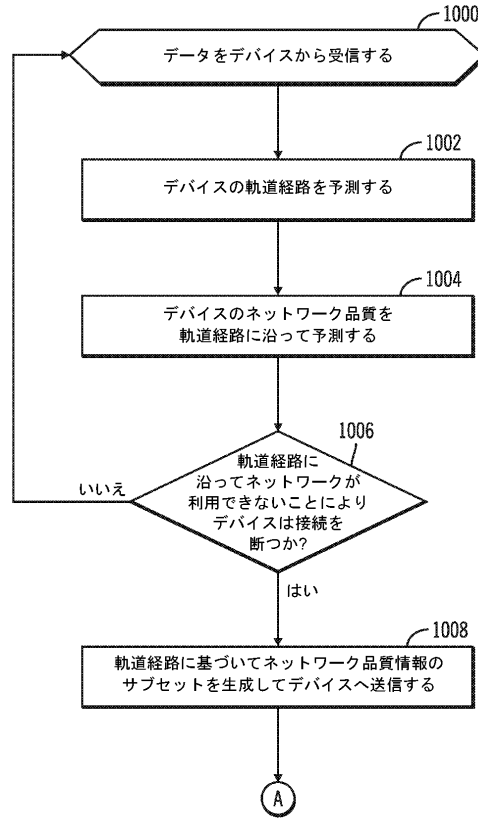 1000
データをデバイスから受信する
1002
デバイスの軌道経路を予測する
1004
デバイスのネットワーク品質を
軌道経路に沿って予測する
1006
軌道経路に
沿ってネットワークが
利用できないことにより
デバイスは接続を
断つか?
いいえ
はい
1008
軌道経路に基づいてネットワーク品質情報の
サブセットを生成してデバイスへ送信する
A